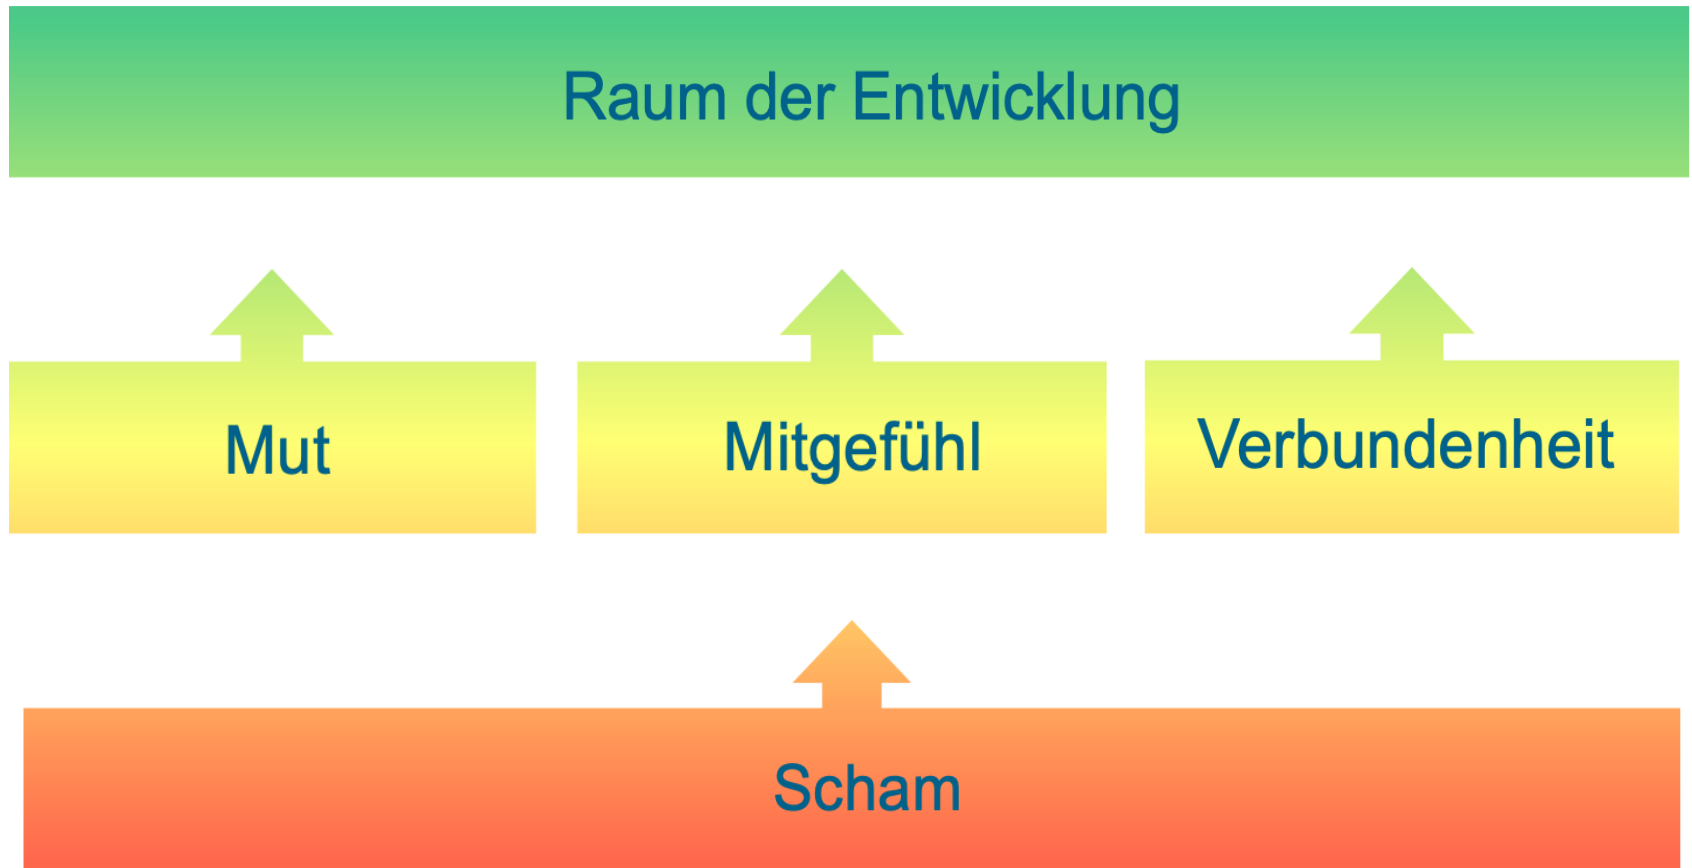 Raum der Entwicklung
Mut
Mitgefühl
Verbundenheit
Scham